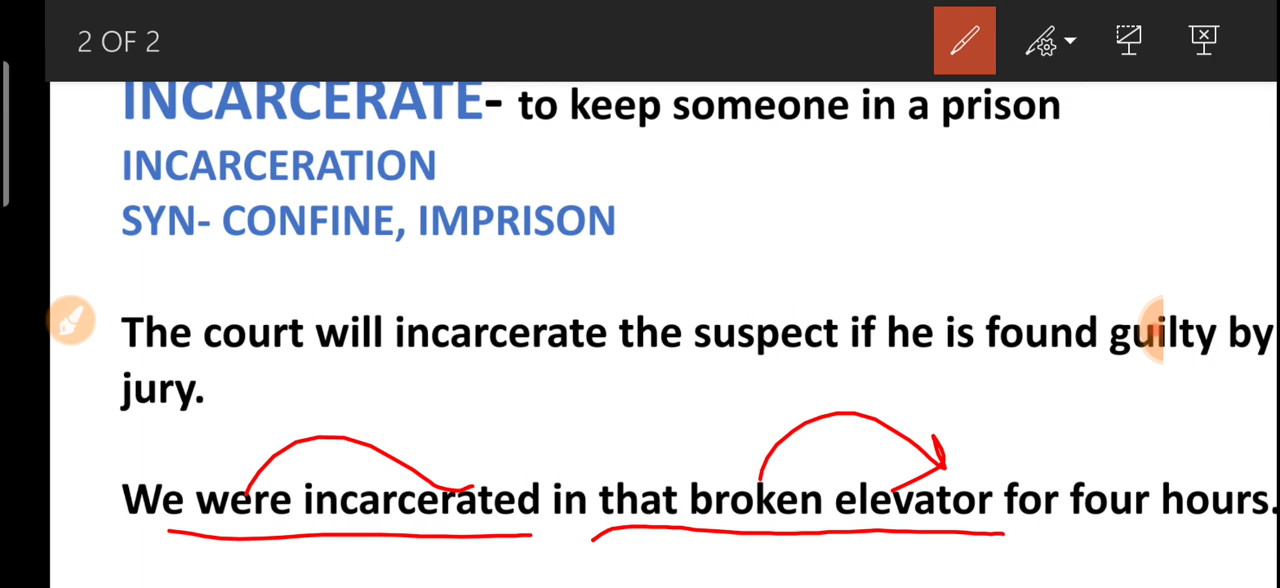 2 OF 2
INCARCERATE- to keep someone in a prison
INCARCERATION
SYN- CONFINE, IMPRISON
The court will incarcerate the suspect if he is found guilty by
jury.
We were incarcerated in that broken elevator for four hours.